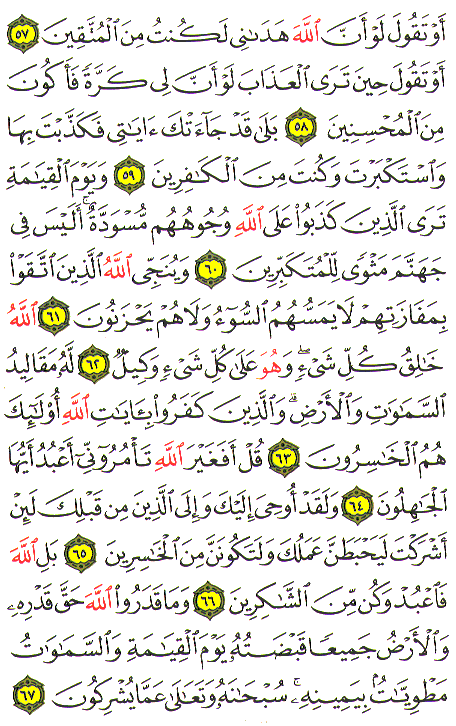 أَوْ تَقُولَ لَوْ أَنَّ ٱللَّهَ هَدَىٰنِى لَكُنتُ مِنَ ٱلْمُتَّقِينَ ٥٧
أَوْ تَقُولَ حِينَ تَرَى ٱلْعَذَابَ لَوْ أَنَّ لِى كَرَّةً فَأَكُونَ
مِنَ ٱلْمُحْسِنِينَ ٥٨ بَلَىٰ قَدْ جَآءَتْكَ ءَايَٰتِى فَكَذَّبْتَ بِهَا
وَٱسْتَكْبَرْتَ وَكُنتَ مِنَ ٱلْكَٰفِرِينَ ٥٩ وَيَوْمَ ٱلْقِيَٰمَةِ
تَرَى ٱلَّذِينَ كَذَبُوا۟ عَلَى ٱللَّهِ وُجُوهُهُم مُّسْوَدَّةٌ ۚ أَلَيْسَ فِى
جَهَنَّمَ مَثْوًى لِّلْمُتَكَبِّرِينَ ٦٠ وَيُنَجِّى ٱللَّهُ ٱلَّذِينَ ٱتَّقَوْا۟
بِمَفَازَتِهِمْ لَا يَمَسُّهُمُ ٱلسُّوٓءُ وَلَا هُمْ يَحْزَنُونَ ٦١ ٱللَّهُ
خَٰلِقُ كُلِّ شَىْءٍ ۖ وَهُوَ عَلَىٰ كُلِّ شَىْءٍ وَكِيلٌ ٦٢ لَّهُۥ مَقَالِيدُ
ٱلسَّمَٰوَٰتِ وَٱلْأَرْضِ ۗ وَٱلَّذِينَ كَفَرُوا۟ بِـَٔايَٰتِ ٱللَّهِ أُو۟لَٰٓئِكَ
هُمُ ٱلْخَٰسِرُونَ ٦٣ قُلْ أَفَغَيْرَ ٱللَّهِ تَأْمُرُوٓنِّىٓ أَعْبُدُ أَيُّهَا
ٱلْجَٰهِلُونَ ٦٤ وَلَقَدْ أُوحِىَ إِلَيْكَ وَإِلَى ٱلَّذِينَ مِن قَبْلِكَ لَئِنْ
أَشْرَكْتَ لَيَحْبَطَنَّ عَمَلُكَ وَلَتَكُونَنَّ مِنَ ٱلْخَٰسِرِينَ ٦٥ بَلِ ٱللَّهَ
فَٱعْبُدْ وَكُن مِّنَ ٱلشَّٰكِرِينَ ٦٦ وَمَا قَدَرُوا۟ ٱللَّهَ حَقَّ قَدْرِهِۦ
وَٱلْأَرْضُ جَمِيعًا قَبْضَتُهُۥ يَوْمَ ٱلْقِيَٰمَةِ وَٱلسَّمَٰوَٰتُ
مَطْوِيَّٰتٌۢ بِيَمِينِهِۦ ۚ سُبْحَٰنَهُۥ وَتَعَٰلَىٰ عَمَّا يُشْرِكُونَ ٦٧